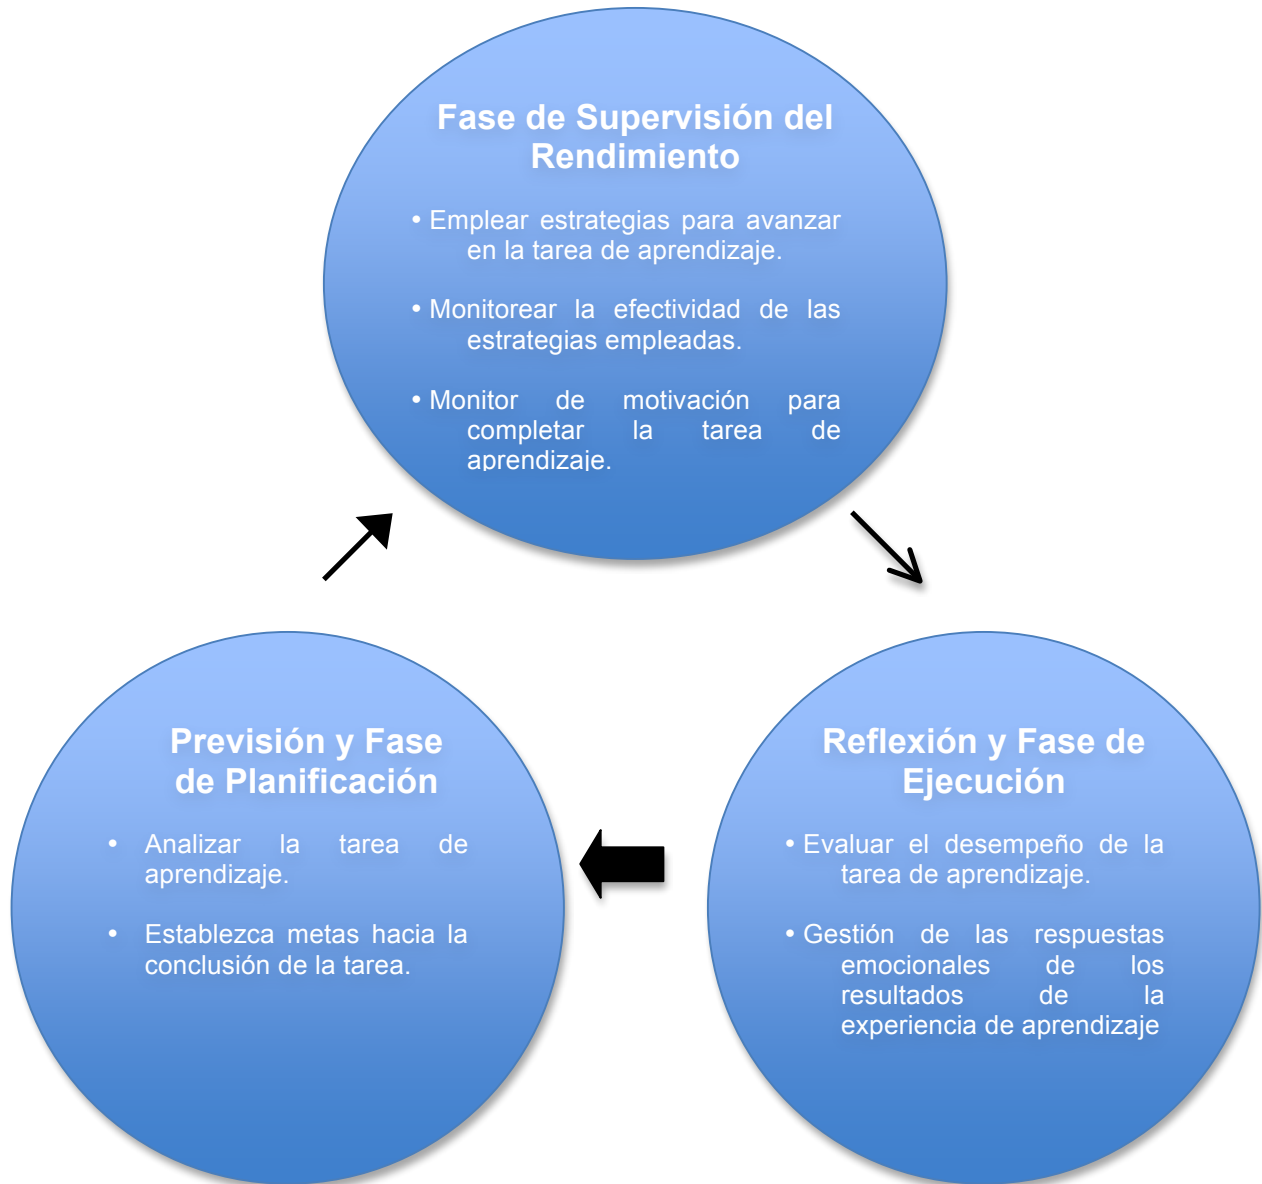 Fase de Supervisión del
Rendimiento
• Emplear estrategias para avanzar
en la tarea de aprendizaje.
• Monitorear la efectividad de las
estrategias empleadas.
• Monitor de motivación para
completar la tarea de
aprendizaje.
Previsión y Fase
de Planificación
• Analizar la tarea de
aprendizaje.
• Establezca metas hacia la
conclusión de la tarea.
Reflexión y Fase de
Ejecución
• Evaluar el desempeño de la
tarea de aprendizaje.
• Gestión de las respuestas
emocionales de los
resultados de la
experiencia de aprendizaje